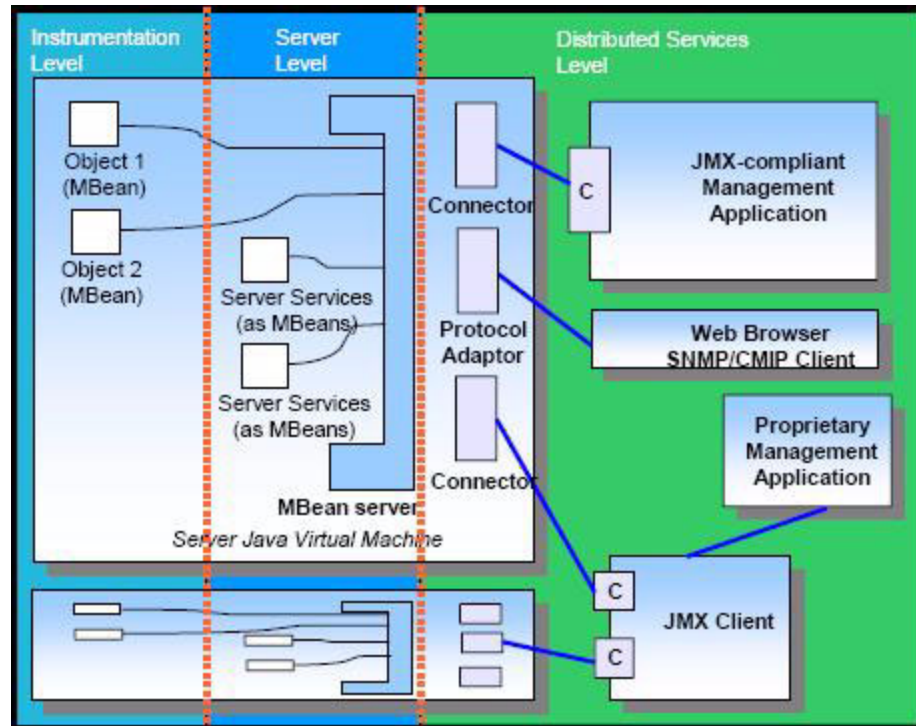 Instrumentation
Level
Server
Level
Distributed Services
Level
Object 1
(MBean)
Object 2
(MBean)
Server Services
(as MBeans)
Server Services
(as MBeans)
MBean server
Server Java Virtual Machine
Connector
Protocol
Adaptor
Connector
C
JMX-compliant
Management
Application
Web Browser
SNMP/CMIP Client
Proprietary
Management
Application
C
JMX Client
C